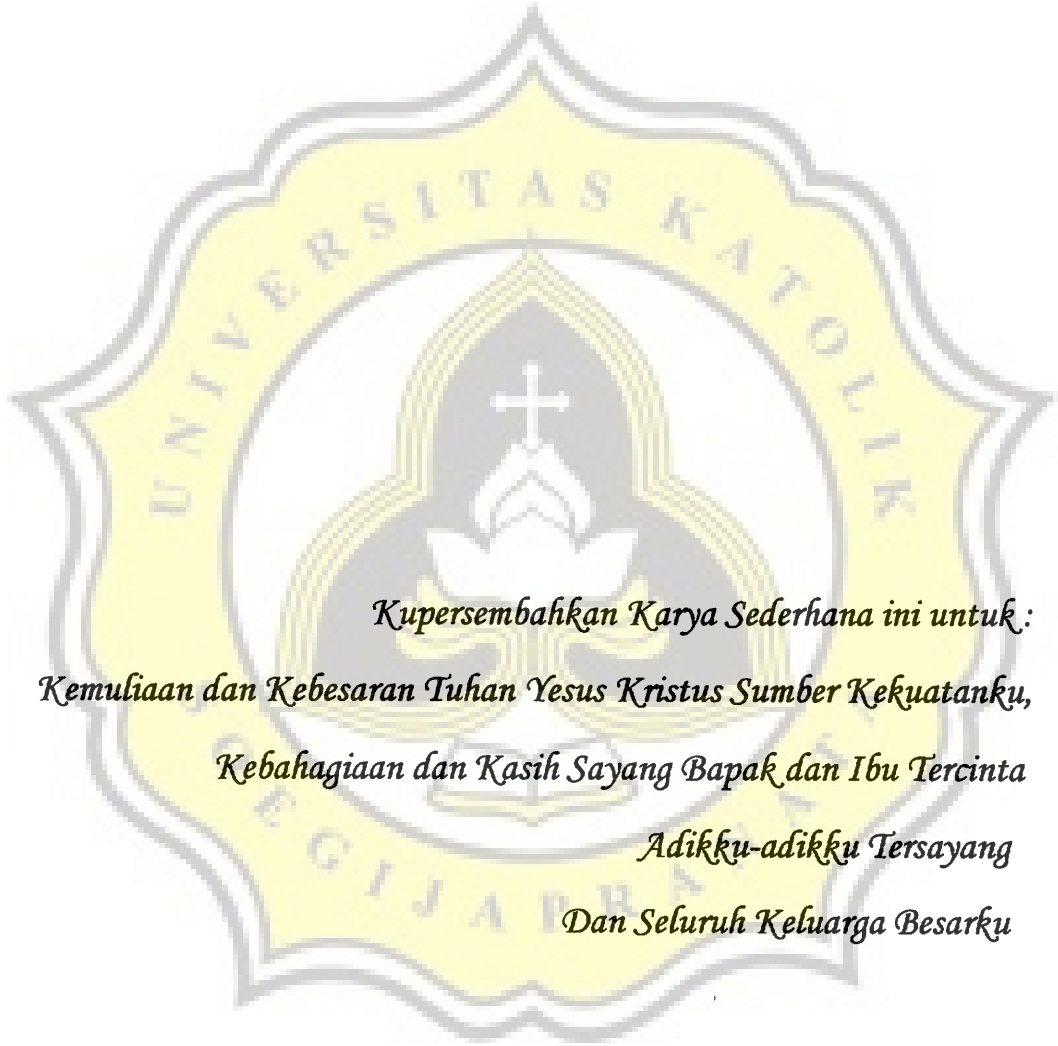 UNIVERSITAS KATOLIK
Kupersembahkan Karya Sederhana ini untuk :
Kemuliaan dan Kebesaran Tuhan Yesus Kristus Sumber Kekuatanku,
Kebahagiaan dan Kasih Sayang Bapak dan Ibu Tercinta
Adikku-adikku Tersayang
Dan Seluruh Keluarga Besarku